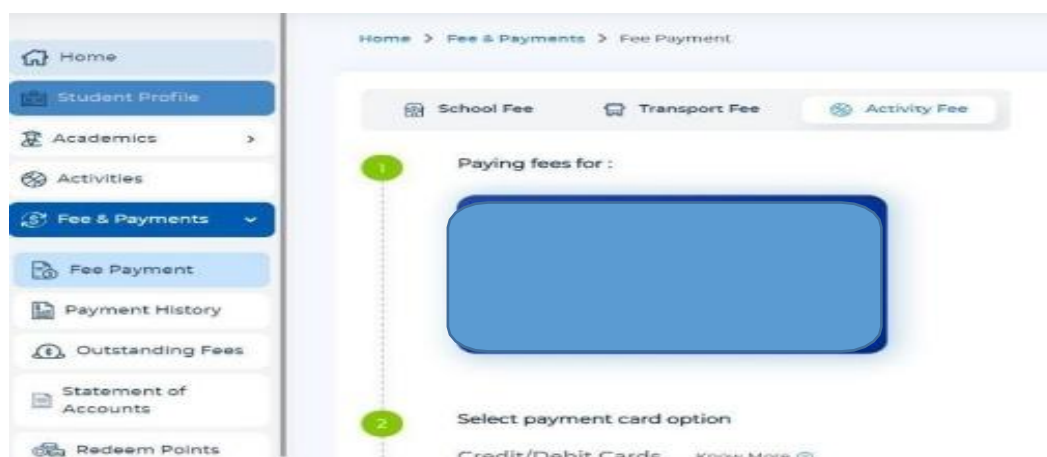 Home > Fee & Payments > Fee Payment
Home
Student Profile
Academics >
Activities
Fee & Payments
Fee Payment
Payment History
Outstanding Fees
Statement of
Accounts
Redeem Points
School Fee Transport Fee Activity Fee
1 Paying fees for :
2 Select payment card option
Credit/Debit Cards Know More